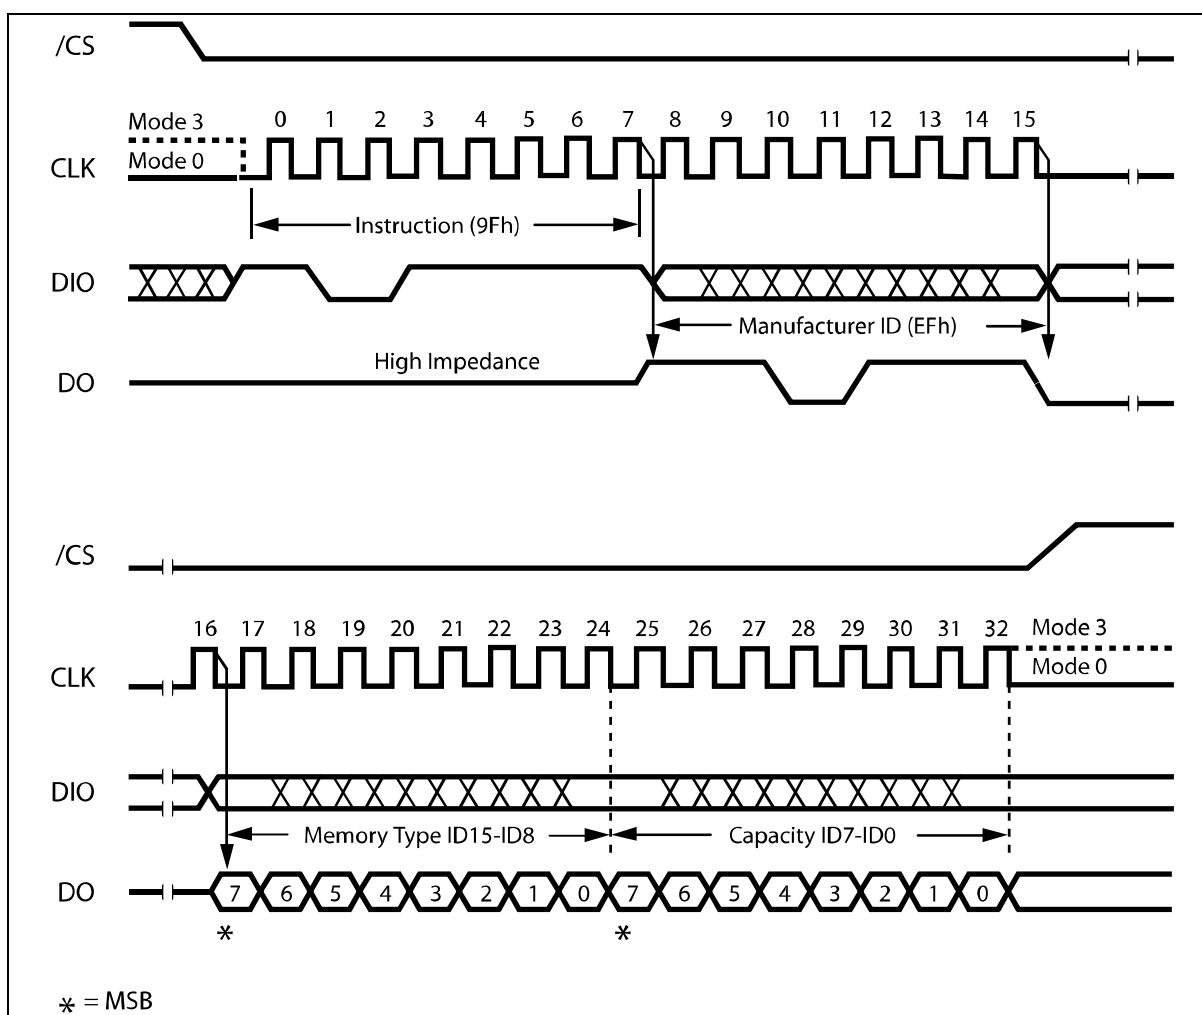 /CS
Mode 3
0 1 2 3 4 5 6 7 8 9 10 11 12 13 14 15
CLK
Mode 0
Instruction (9Fh)
DIO
Manufacturer ID (EFh)
High Impedance
DO
/CS
16 17 18 19 20 21 22 23 24 25 26 27 28 29 30 31 32
Mode 3
CLK
Mode 0
DIO
Memory Type ID15-ID8
Capacity ID7-ID0
DO
7 6 5 4 3 2 1 0 7 6 5 4 3 2 1 0
* *
* = MSB